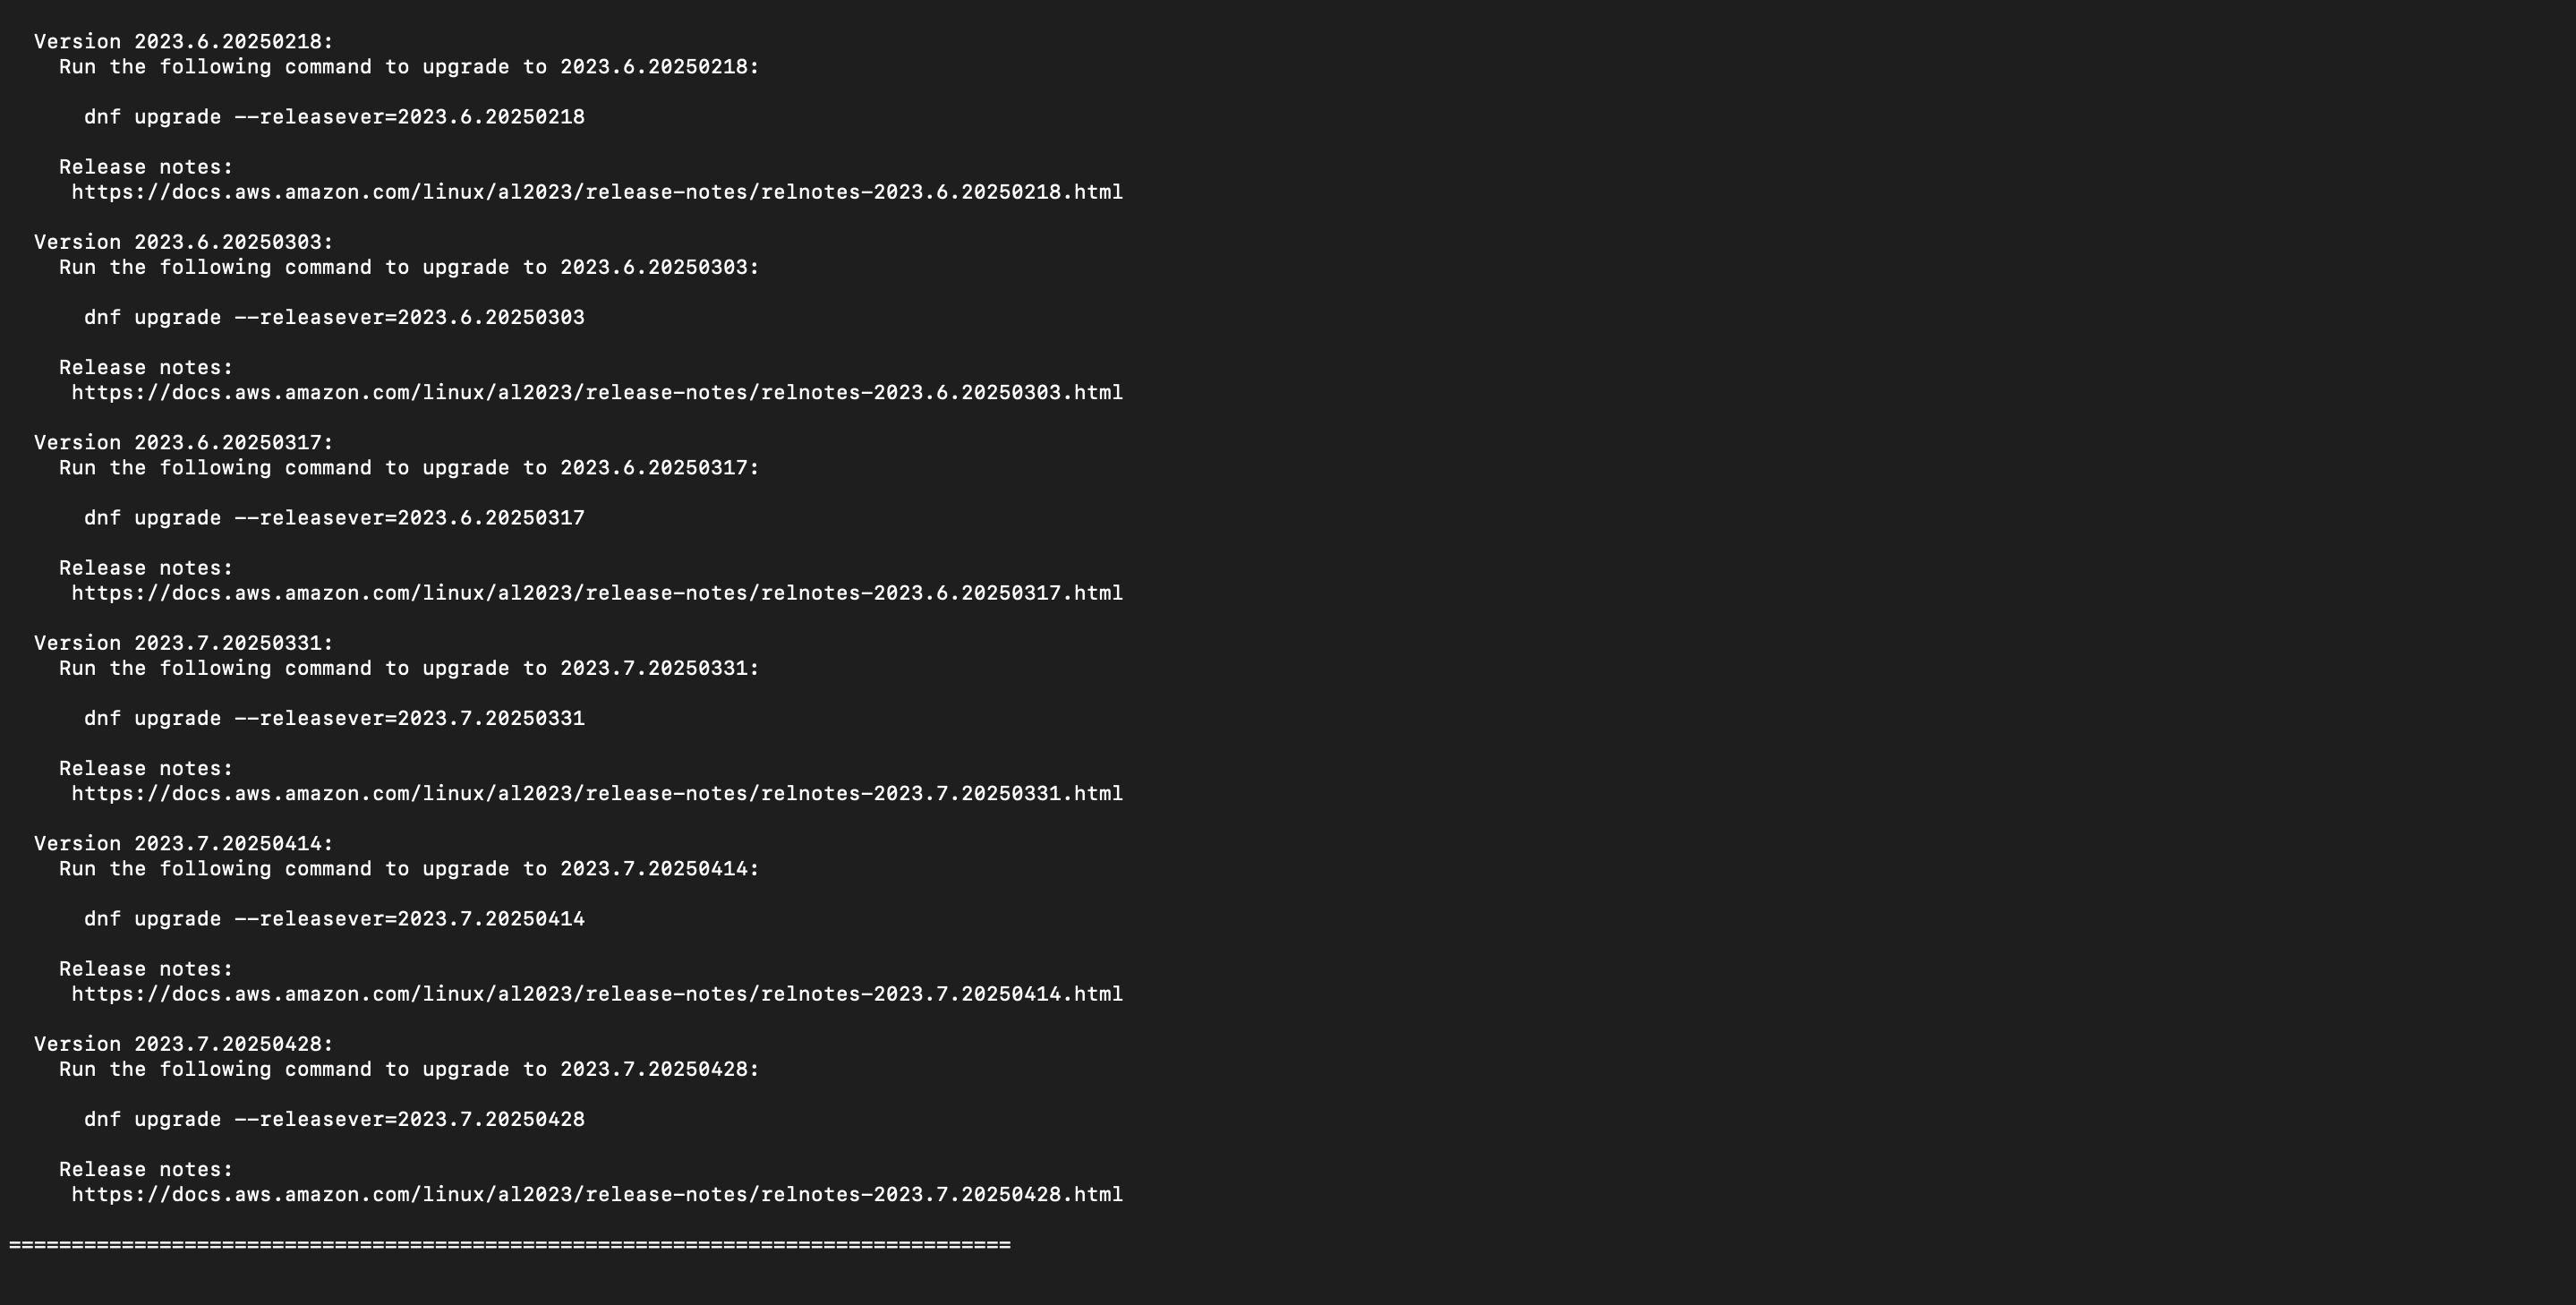 Version 2023.6.20250218:
Run the following command to upgrade to 2023.6.20250218:
dnf upgrade --releasever=2023.6.20250218
Release notes:
https://docs.aws.amazon.com/linux/al2023/release-notes/relnotes-2023.6.20250218.html
Version 2023.6.20250303:
Run the following command to upgrade to 2023.6.20250303:
dnf upgrade --releasever=2023.6.20250303
Release notes:
https://docs.aws.amazon.com/linux/al2023/release-notes/relnotes-2023.6.20250303.html
Version 2023.6.20250317:
Run the following command to upgrade to 2023.6.20250317:
dnf upgrade --releasever=2023.6.20250317
Release notes:
https://docs.aws.amazon.com/linux/al2023/release-notes/relnotes-2023.6.20250317.html
Version 2023.7.20250331:
Run the following command to upgrade to 2023.7.20250331:
dnf upgrade --releasever=2023.7.20250331
Release notes:
https://docs.aws.amazon.com/linux/al2023/release-notes/relnotes-2023.7.20250331.html
Version 2023.7.20250414:
Run the following command to upgrade to 2023.7.20250414:
dnf upgrade --releasever=2023.7.20250414
Release notes:
https://docs.aws.amazon.com/linux/al2023/release-notes/relnotes-2023.7.20250414.html
Version 2023.7.20250428:
Run the following command to upgrade to 2023.7.20250428:
dnf upgrade --releasever=2023.7.20250428
Release notes:
https://docs.aws.amazon.com/linux/al2023/release-notes/relnotes-2023.7.20250428.html
================================================================================